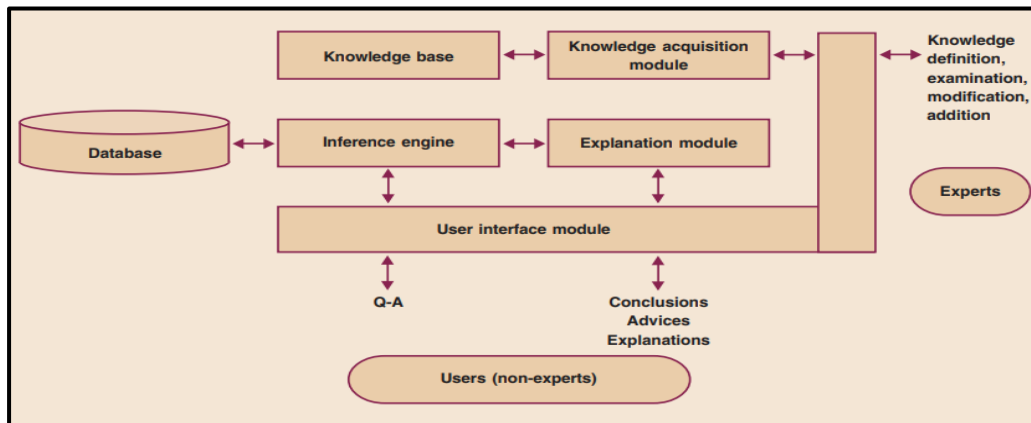 Knowledge base
Knowledge acquisition
module
Knowledge
definition,
examination,
modification,
addition
Database
Inference engine
Explanation module
Experts
User interface module
Q-A
Conclusions
Advices
Explanations
Users (non-experts)